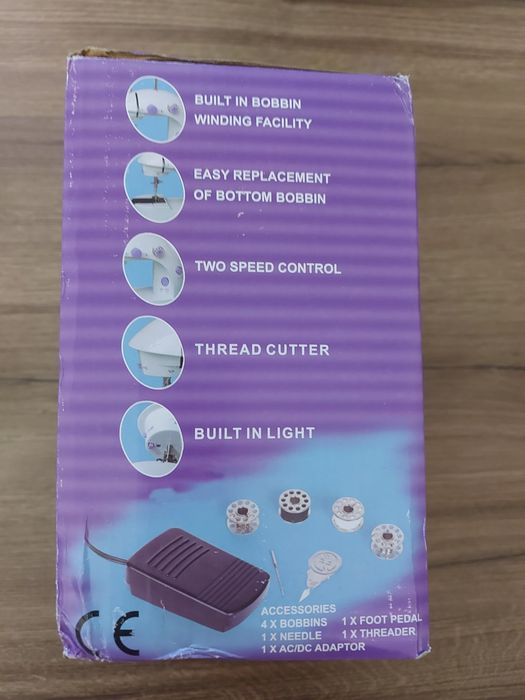 BUILT IN BOBBIN
WINDING FACILITY
EASY REPLACEMENT
OF BOTTOM BOBBIN
TWO SPEED CONTROL
THREAD CUTTER
BUILT IN LIGHT
ACCESSORIES
4 X BOBBINS 1 X FOOT PEDAL
1 X NEEDLE 1 X THREADER
1 X AC/DC ADAPTOR
CE